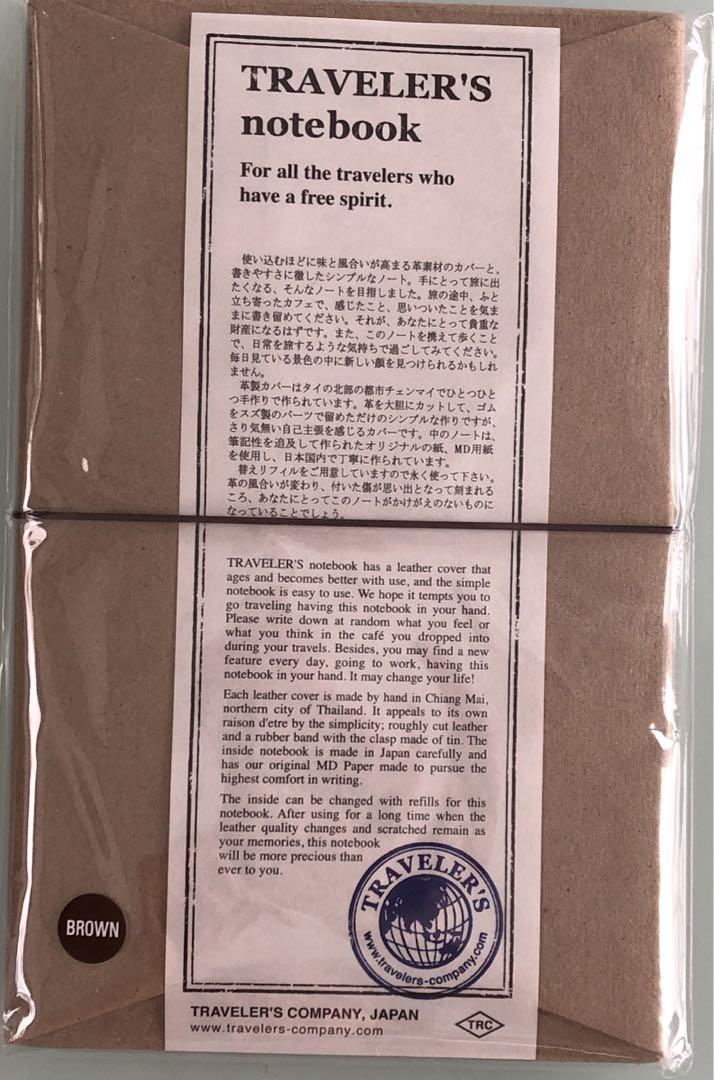 TRAVELER'S
notebook
For all the travelers who
have a free spirit.
使い込むほどに味と風合いが高まる革素材のカバーと、
書きやすさに徹したシンプルなノート。手にとって旅に出
たくなる、そんなノートを目指しました。旅の途中、ふと
立ち寄ったカフェで、感じたこと、思いついたことを気ま
まに書き留めてください。それが、あなたにとって貴重な
財産になるはずです。また、このノートを携えて歩くこと
で、日常を旅するような気持ちで過ごしてみてください。
毎日見ている景色の中に新しい顔を見つけられるかもしれ
ません。
革製カバーはタイの北部の都市チェンマイでひとつひと
つ手作りで作られています。革を大胆にカットして、ゴム
をスズ製のパーツで留めただけのシンプルな作りですが、
さり気無い自己主張を感じるカバーです。中のノートは、
筆記性を追及して作られたオリジナルの紙、MD用紙
を使用し、日本国内で丁寧に作られています。
替えリフィルをご用意していますので永く使って下さい。
革の風合いが変わり、付いた傷が思い出となって刻まれる
ころ、あなたにとってこのノートがかけがえのないものに
なっていることでしょう。
TRAVELER'S notebook has a leather cover that
ages and becomes better with use, and the simple
notebook is easy to use. We hope it tempts you to
go traveling having this notebook in your hand.
Please write down at random what you feel or
what you think in the café you dropped into
during your travels. Besides, you may find a new
feature every day, going to work, having this
notebook in your hand. It may change your life!
Each leather cover is made by hand in Chiang Mai,
northern city of Thailand. It appeals to its own
raison d'etre by the simplicity; roughly cut leather
and a rubber band with the clasp made of tin. The
inside notebook is made in Japan carefully and
has our original MD Paper made to pursue the
highest comfort in writing.
The inside can be changed with refills for this
notebook. After using for a long time when the
leather quality changes and scratched remain as
your memories, this notebook
will be more precious than
ever to you.
TRAVELER'S
www.travelers-company.com
BROWN
TRAVELER'S COMPANY, JAPAN
www.travelers-company.com
TRC